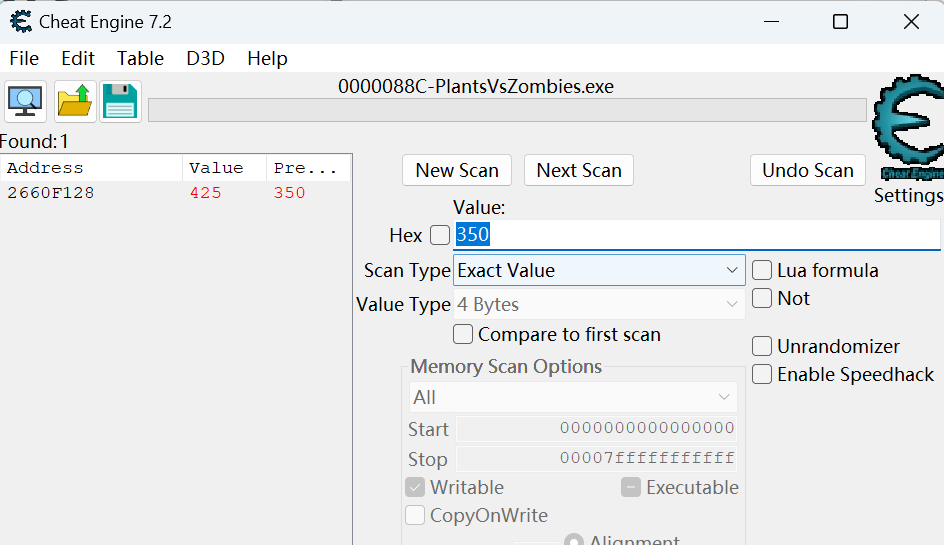 Cheat Engine 7.2
File Edit Table D3D Help
0000088C-PlantsVsZombies.exe
Found:1
Address Value Pre...
2660F128 425 350
New Scan Next Scan Undo Scan
Cheat Engine
Settings
Value:
Hex 350
Scan Type Exact Value
Lua formula
Value Type 4 Bytes
Not
Compare to first scan
Unrandomizer
Memory Scan Options
Enable Speedhack
All
Start 0000000000000000
Stop 00007fffffffffff
Writable Executable
CopyOnWrite
Alignment